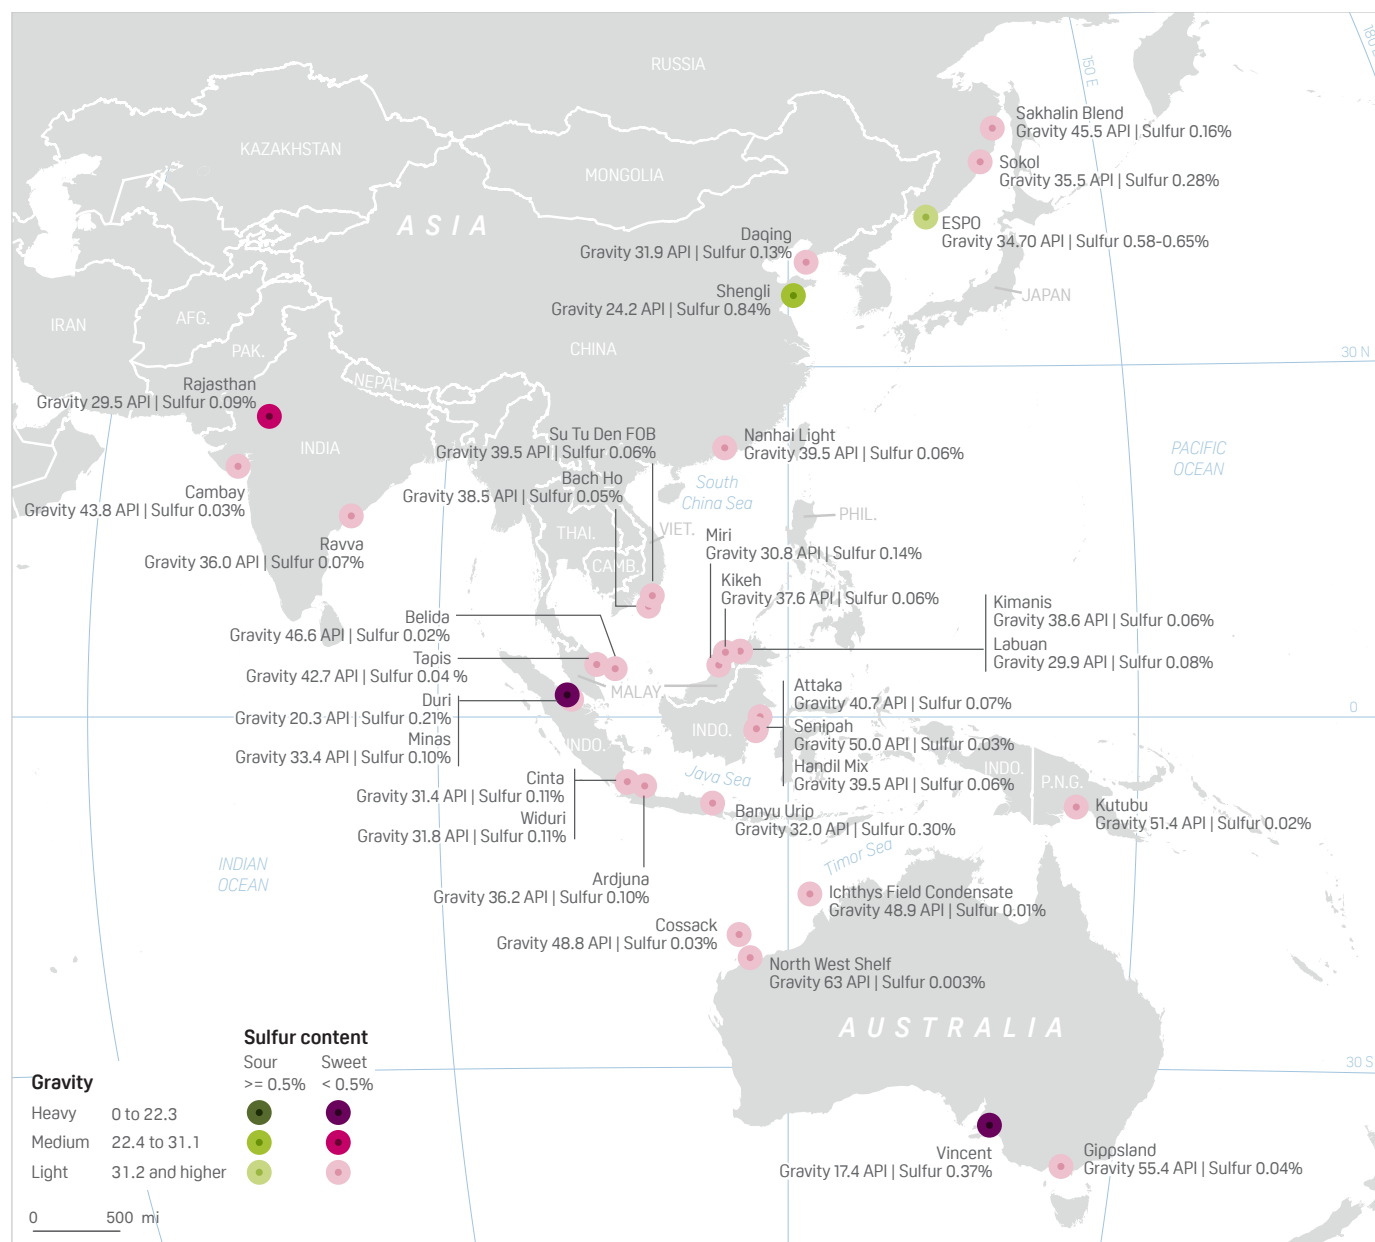 RUSSIA
150 E
180 E
Sakhalin Blend
Gravity 45.5 API | Sulfur 0.16%
KAZAKHSTAN
MONGOLIA
Sokol
Gravity 35.5 API | Sulfur 0.28%
ASIA
ESPO
Gravity 34.70 API | Sulfur 0.58-0.65%
Daqing
Gravity 31.9 API | Sulfur 0.13%
Shengli
Gravity 24.2 API | Sulfur 0.84%
JAPAN
IRAN
AFG.
PAK.
CHINA
30 N
NEPAL
Rajasthan
Gravity 29.5 API | Sulfur 0.09%
INDIA
Su Tu Den FOB
Gravity 39.5 API | Sulfur 0.06%
Nanhai Light
Gravity 39.5 API | Sulfur 0.06%
PACIFIC
OCEAN
Bach Ho
Gravity 38.5 API | Sulfur 0.05%
South
China Sea
Cambay
Gravity 43.8 API | Sulfur 0.03%
PHIL.
THAI.
VIET.
CAMB.
Ravva
Gravity 36.0 API | Sulfur 0.07%
Miri
Gravity 30.8 API | Sulfur 0.14%
Kikeh
Gravity 37.6 API | Sulfur 0.06%
Kimanis
Gravity 38.6 API | Sulfur 0.06%
Labuan
Gravity 29.9 API | Sulfur 0.08%
Belida
Gravity 46.6 API | Sulfur 0.02%
Tapis
Gravity 42.7 API | Sulfur 0.04 %
MALAY.
Duri
Gravity 20.3 API | Sulfur 0.21%
Minas
Gravity 33.4 API | Sulfur 0.10%
Attaka
Gravity 40.7 API | Sulfur 0.07%
0
Senipah
Gravity 50.0 API | Sulfur 0.03%
Handil Mix
Gravity 39.5 API | Sulfur 0.06%
INDO.
INDO.
INDO.
P.N.G.
Java Sea
Cinta
Gravity 31.4 API | Sulfur 0.11%
Widuri
Gravity 31.8 API | Sulfur 0.11%
Banyu Urip
Gravity 32.0 API | Sulfur 0.30%
Kutubu
Gravity 51.4 API | Sulfur 0.02%
Timor Sea
INDIAN
OCEAN
Ardjuna
Gravity 36.2 API | Sulfur 0.10%
Ichthys Field Condensate
Gravity 48.9 API | Sulfur 0.01%
Cossack
Gravity 48.8 API | Sulfur 0.03%
North West Shelf
Gravity 63 API | Sulfur 0.003%
AUSTRALIA
30 S
Vincent
Gravity 17.4 API | Sulfur 0.37%
Gippsland
Gravity 55.4 API | Sulfur 0.04%
Sulfur content
Sour Sweet
>= 0.5% < 0.5%
Gravity
Heavy 0 to 22.3
Medium 22.4 to 31.1
Light 31.2 and higher
0 500 mi